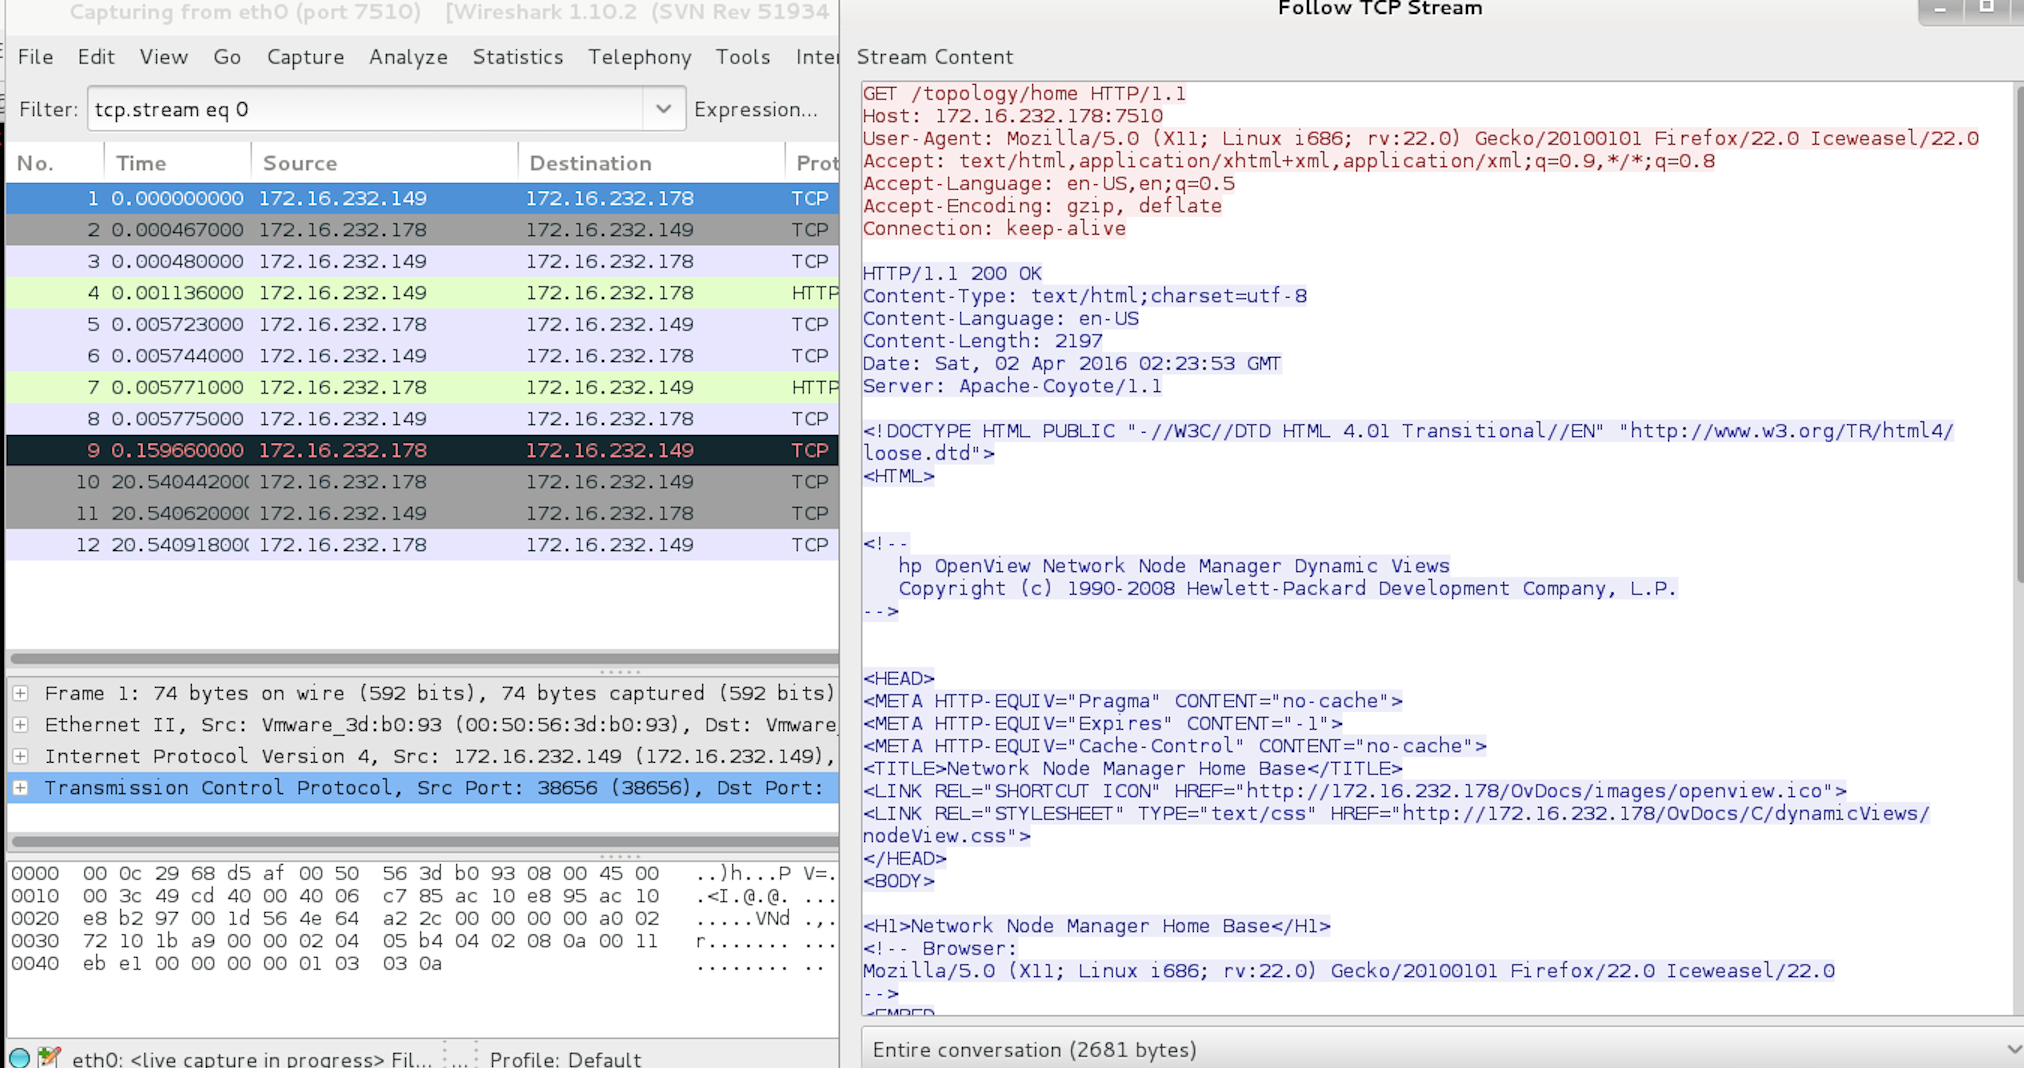 Capturing from eth0 (port 7510)    [Wireshark 1.10.2  (SVN Rev 51934
File Edit View Go Capture Analyze Statistics Telephony Tools Inte
Filter: tcp.stream eq 0 Expression...
No. Time Source Destination Prot
1 0.000000000 172.16.232.149 172.16.232.178 TCP
2 0.000467000 172.16.232.178 172.16.232.149 TCP
3 0.000480000 172.16.232.149 172.16.232.178 TCP
4 0.001136000 172.16.232.149 172.16.232.178 HTTP
5 0.005723000 172.16.232.178 172.16.232.149 TCP
6 0.005744000 172.16.232.149 172.16.232.178 TCP
7 0.005771000 172.16.232.178 172.16.232.149 HTTP
8 0.005775000 172.16.232.149 172.16.232.178 TCP
9 0.159660000 172.16.232.178 172.16.232.149 TCP
10 20.54044200( 172.16.232.178 172.16.232.149 TCP
11 20.54062000( 172.16.232.149 172.16.232.178 TCP
12 20.54091800( 172.16.232.178 172.16.232.149 TCP
Frame 1: 74 bytes on wire (592 bits), 74 bytes captured (592 bits)
Ethernet II, Src: Vmware_3d:b0:93 (00:50:56:3d:b0:93), Dst: Vmware_
Internet Protocol Version 4, Src: 172.16.232.149 (172.16.232.149),
Transmission Control Protocol, Src Port: 38656 (38656), Dst Port:
0000  00 0c 29 68 d5 af 00 50  56 3d b0 93 08 00 45 00   ..)h...P V=.
0010  00 3c 49 cd 40 00 40 06  c7 85 ac 10 e8 95 ac 10   .<I.@.@. ...
0020  e8 b2 97 00 1d 56 4e 64  a2 2c 00 00 00 00 a0 02   .....VNd .,.
0030  72 10 1b a9 00 00 02 04  05 b4 04 02 08 0a 00 11   r....... ...
0040  eb e1 00 00 00 00 01 03  03 0a   ........ ..
eth0: <live capture in progress> Fil... ... Profile: Default
Follow TCP Stream
Stream Content
GET /topology/home HTTP/1.1
Host: 172.16.232.178:7510
User-Agent: Mozilla/5.0 (X11; Linux i686; rv:22.0) Gecko/20100101 Firefox/22.0 Iceweasel/22.0
Accept: text/html,application/xhtml+xml,application/xml;q=0.9,*/*;q=0.8
Accept-Language: en-US,en;q=0.5
Accept-Encoding: gzip, deflate
Connection: keep-alive
HTTP/1.1 200 OK
Content-Type: text/html;charset=utf-8
Content-Language: en-US
Content-Length: 2197
Date: Sat, 02 Apr 2016 02:23:53 GMT
Server: Apache-Coyote/1.1
<!DOCTYPE HTML PUBLIC "-//W3C//DTD HTML 4.01 Transitional//EN" "http://www.w3.org/TR/html4/
loose.dtd">
<HTML>
<!--
hp OpenView Network Node Manager Dynamic Views
Copyright (c) 1990-2008 Hewlett-Packard Development Company, L.P.
-->
<HEAD>
<META HTTP-EQUIV="Pragma" CONTENT="no-cache">
<META HTTP-EQUIV="Expires" CONTENT="-1">
<META HTTP-EQUIV="Cache-Control" CONTENT="no-cache">
<TITLE>Network Node Manager Home Base</TITLE>
<LINK REL="SHORTCUT ICON" HREF="http://172.16.232.178/OvDocs/images/openview.ico">
<LINK REL="STYLESHEET" TYPE="text/css" HREF="http://172.16.232.178/OvDocs/C/dynamicViews/
nodeView.css">
</HEAD>
<BODY>
<H1>Network Node Manager Home Base</H1>
<!-- Browser:
Mozilla/5.0 (X11; Linux i686; rv:22.0) Gecko/20100101 Firefox/22.0 Iceweasel/22.0
-->
<EMBED
Entire conversation (2681 bytes)